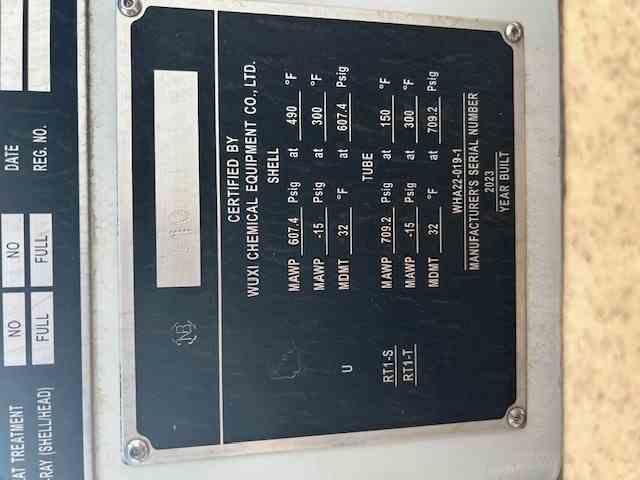 AT TREATMENT NO NO DATE
-RAY (SHELL/HEAD) FULL FULL REG. NO.
NB
CERTIFIED BY
WUXI CHEMICAL EQUIPMENT CO., LTD.
SHELL
MAWP 607.4 Psig at 490 °F
MAWP -15 Psig at 300 °F
U
MDMT 32 °F at 607.4 Psig
TUBE
RT1-S
MAWP 709.2 Psig at 150 °F
RT1-T
MAWP -15 Psig at 300 °F
MDMT 32 °F at 709.2 Psig
WHA22-019-1
MANUFACTURER'S SERIAL NUMBER
2023
YEAR BUILT